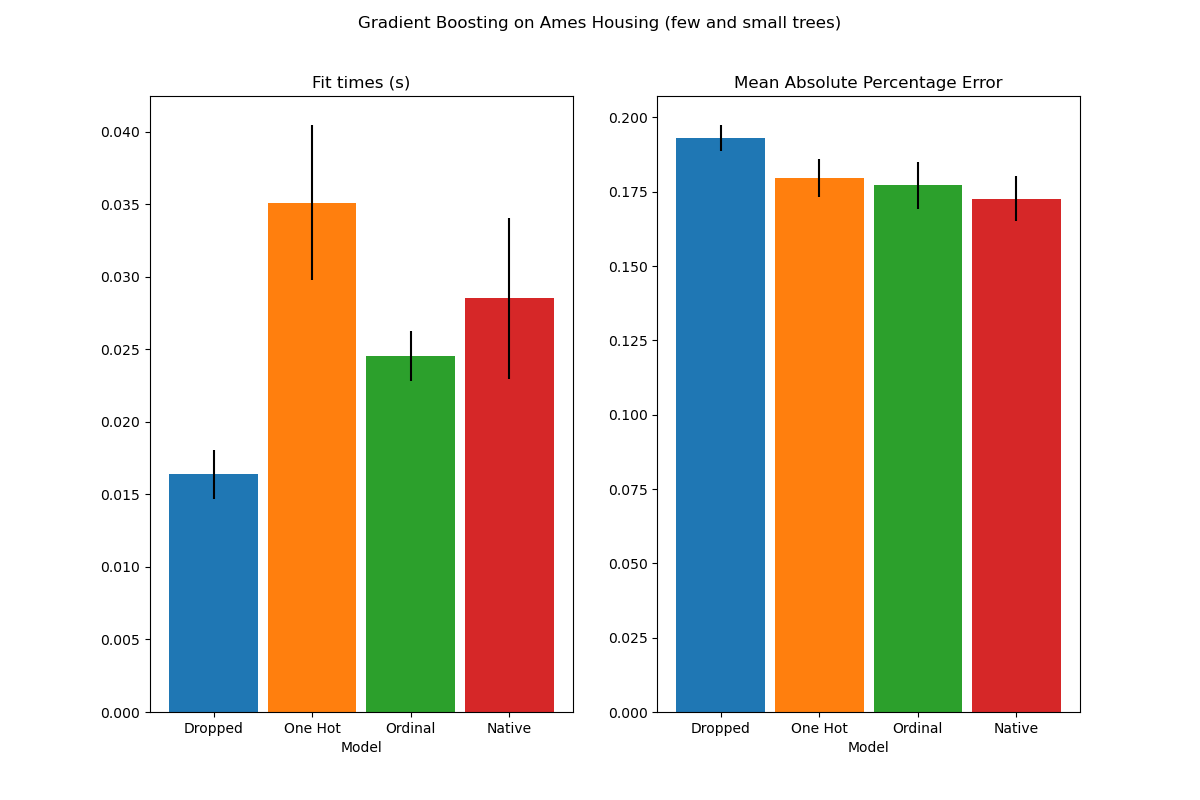 Gradient Boosting on Ames Housing (few and small trees)
Fit times (s)
0.040
0.035
0.030
0.025
0.020
0.015
0.010
0.005
0.000
Dropped One Hot Ordinal Native
Model
Mean Absolute Percentage Error
0.200
0.175
0.150
0.125
0.100
0.075
0.050
0.025
0.000
Dropped One Hot Ordinal Native
Model